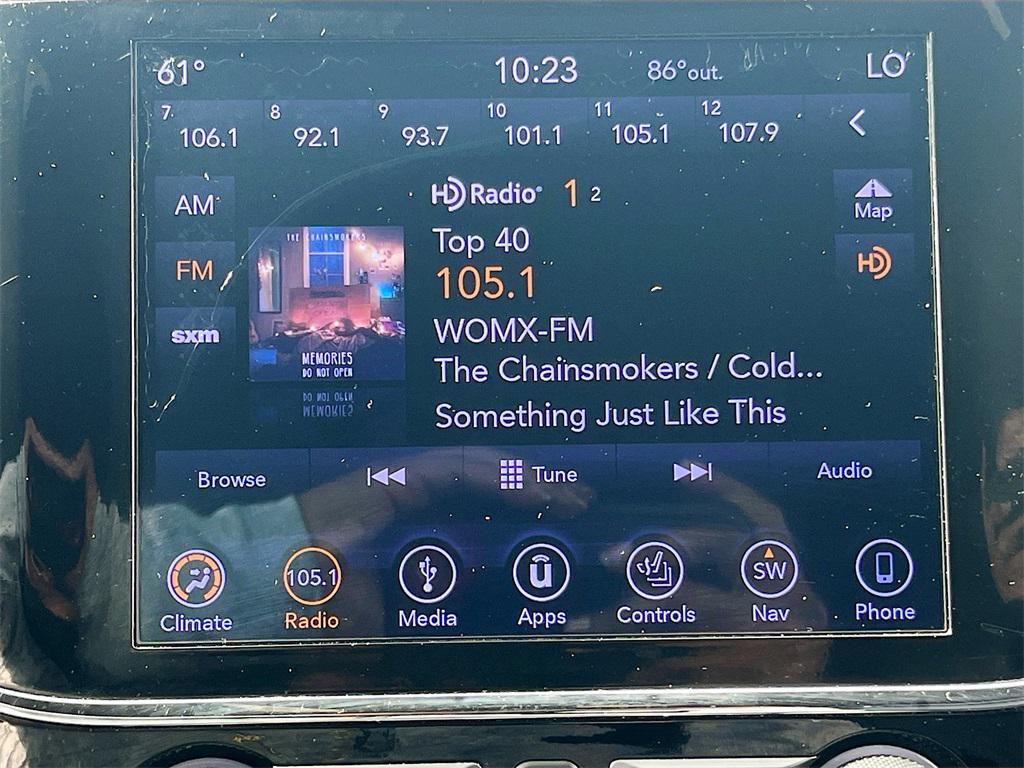 61° 10:23 86°out. LO
7 8 9 10 11 12
106.1 92.1 93.7 101.1 105.1 107.9
AM
FM
sxm
THE CHAINSMOKERS
MEMORIES
DO NOT OPEN
HD Radio 1 2
Top 40
105.1
WOMX-FM
The Chainsmokers / Cold...
Something Just Like This
Map
HD
Browse Tune Audio
105.1 u SW
Climate Radio Media Apps Controls Nav Phone